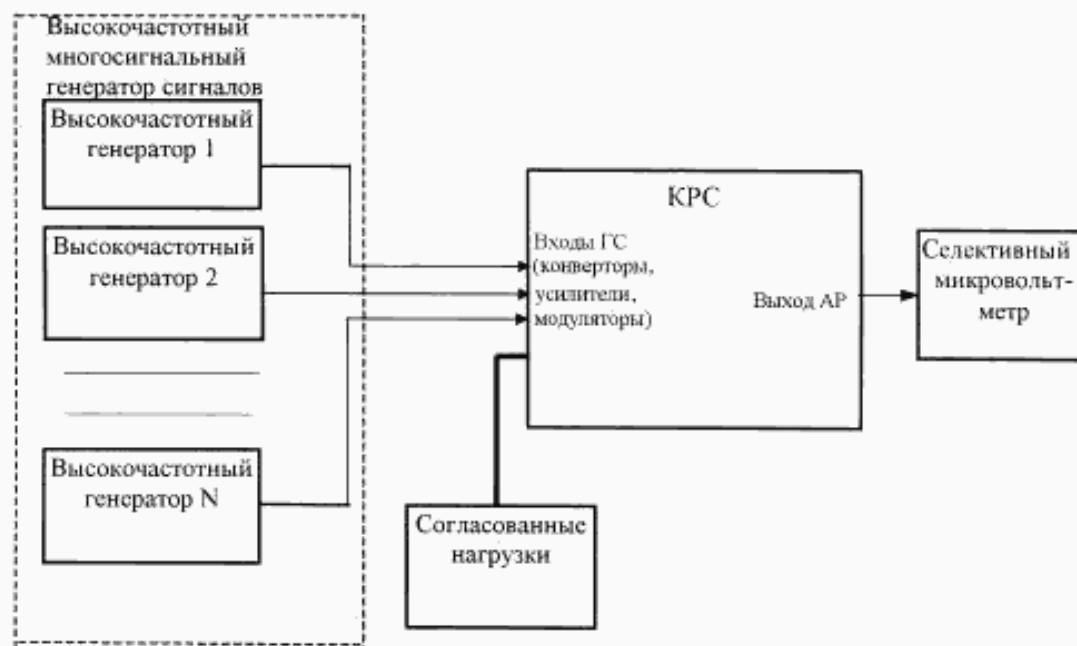 Высокочастотный
многосигнальный
генератор сигналов
Высокочастотный
генератор 1
Высокочастотный
генератор 2
Высокочастотный
генератор N
КРС
Входы ГС
(конверторы,
усилители,
модуляторы)
Выход АР
Согласованные
нагрузки
Селективный
микровольт-
метр